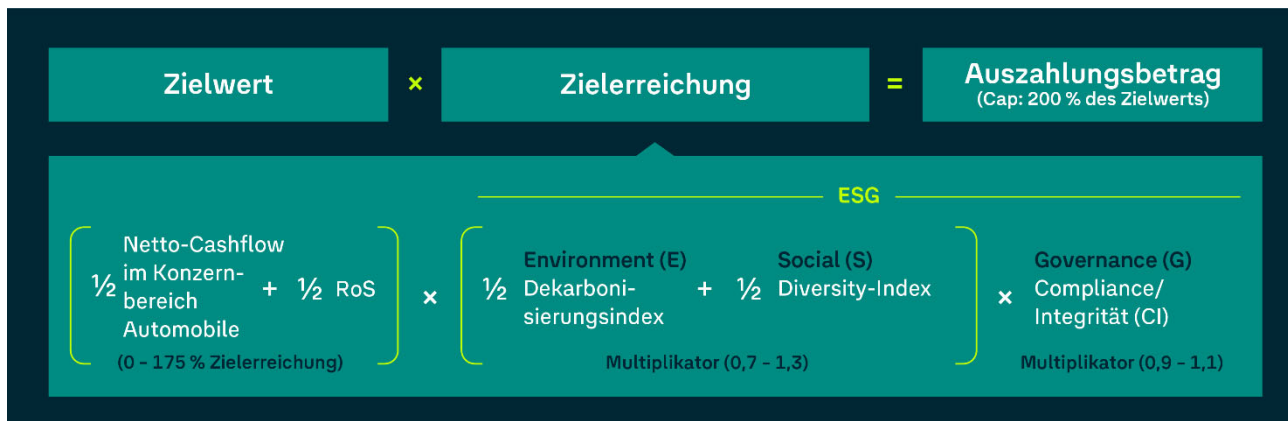 Zielwert × Zielerreichung = Auszahlungsbetrag
(Cap: 200 % des Zielwerts)
ESG
½ Netto-Cashflow
im Konzern-
bereich
Automobile
+ ½ RoS
(0 – 175 % Zielerreichung)
×
½ Environment (E)
Dekarboni-
sierungsindex
+ ½ Social (S)
Diversity-Index
Multiplikator (0,7 – 1,3)
×
Governance (G)
Compliance/
Integrität (CI)
Multiplikator (0,9 – 1,1)